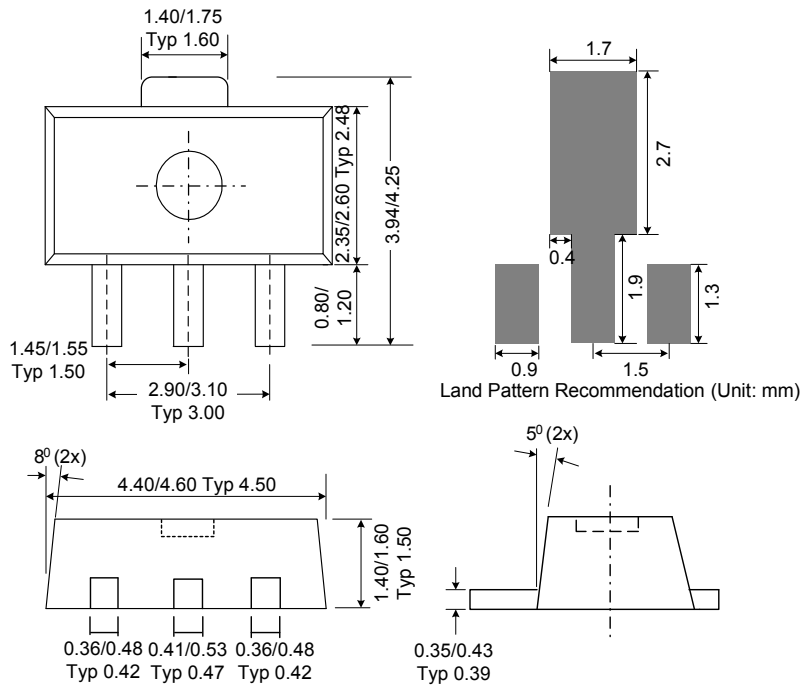 1.40/1.75
Typ 1.60
2.35/2.60 Typ 2.48
3.94/4.25
0.80/
1.20
1.45/1.55
Typ 1.50
2.90/3.10
Typ 3.00
1.7
2.7
0.4
1.9
1.3
0.9
1.5
Land Pattern Recommendation (Unit: mm)
8⁰ (2x)
4.40/4.60 Typ 4.50
1.40/1.60
Typ 1.50
0.36/0.48
Typ 0.42
0.41/0.53
Typ 0.47
0.36/0.48
Typ 0.42
5⁰ (2x)
0.35/0.43
Typ 0.39